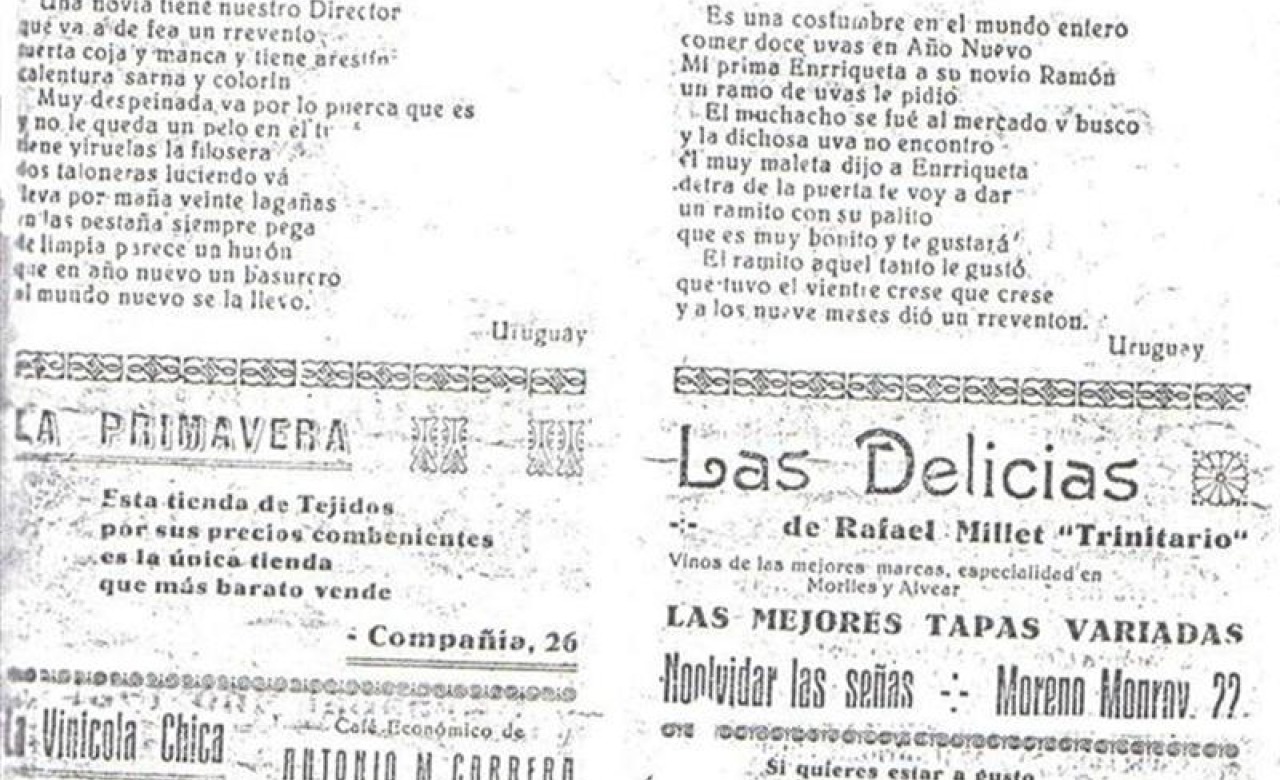 Una novia tiene nuestro Director
que va a de fea un rrevento
tuerta coja y manca y tiene arestin
calentura sarna y colorin
Muy despeinada va por lo puerca que es
y no le queda un pelo en el
tiene viruelas la filosera
dos taloneras luciendo vá
lleva por maña veinte lagañas
en las pestaña siempre pega
de limpia parece un hurón
que en año nuevo un basurero
al mundo nuevo se la llevo.
Uruguay
LA PRIMAVERA
Esta tienda de Tejidos
por sus precios combenientes
es la única tienda
que más barato vende
- Compañia, 26
La Vinicola Chica
Café Económico de
ANTONIO M. CARRERA
Es una costumbre en el mundo entero
comer doce uvas en Año Nuevo
Mi prima Enrriqueta a su novio Ramón
un ramo de uvas le pidio
El muchacho se fué al mercado y busco
y la dichosa uva no encontro
él muy maleta dijo a Enrriqueta
detra de la puerta te voy a dar
un ramito con su palito
que es muy bonito y te gustará
El ramito aquel tanto le gustó
que tuvo el vientre crese que crese
y a los nueve meses dió un rreventon.
Uruguay
Las Delicias
-:- de Rafael Millet "Trinitario"
Vinos de las mejores marcas, especialidad en
Moriles y Alvear
LAS MEJORES TAPAS VARIADAS
Nonlvidar las señas -:- Moreno Monroy. 22.
Si quieres estar a gusto